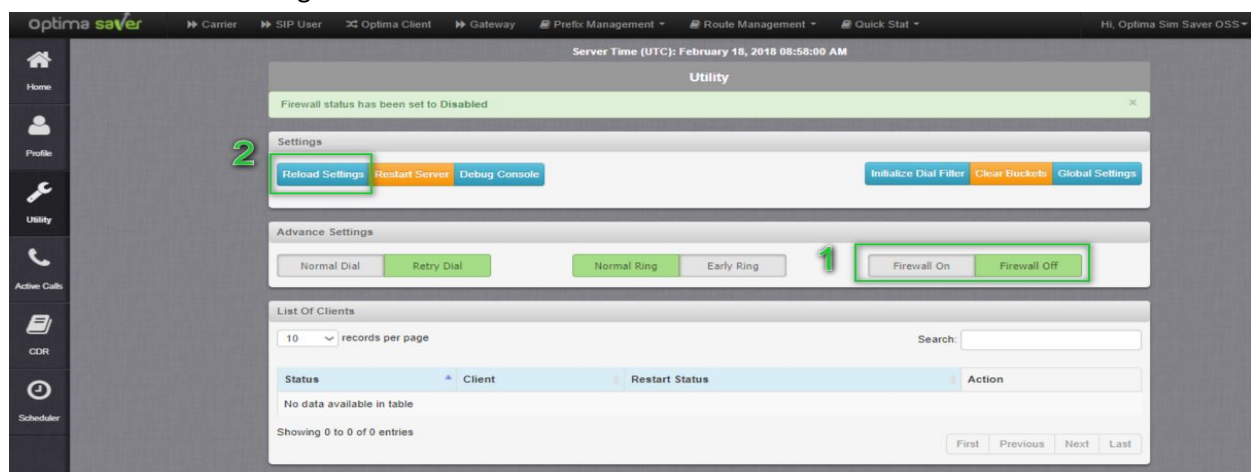 optima saver Carrier SIP User Optima Client Gateway Prefix Management Route Management Quick Stat Hi, Optima Sim Saver OSS
Server Time (UTC): February 18, 2018 08:58:00 AM
Home
Utility
Firewall status has been set to Disabled ×
Profile
Settings
2
Reload Settings Restart Server Debug Console Initialize Dial Filter Clear Buckets Global Settings
Utility
Advance Settings
Normal Dial Retry Dial Normal Ring Early Ring 1 Firewall On Firewall Off
Active Calls
List Of Clients
10 records per page Search:
CDR
Status Client Restart Status Action
No data available in table
Scheduler
Showing 0 to 0 of 0 entries
First Previous Next Last